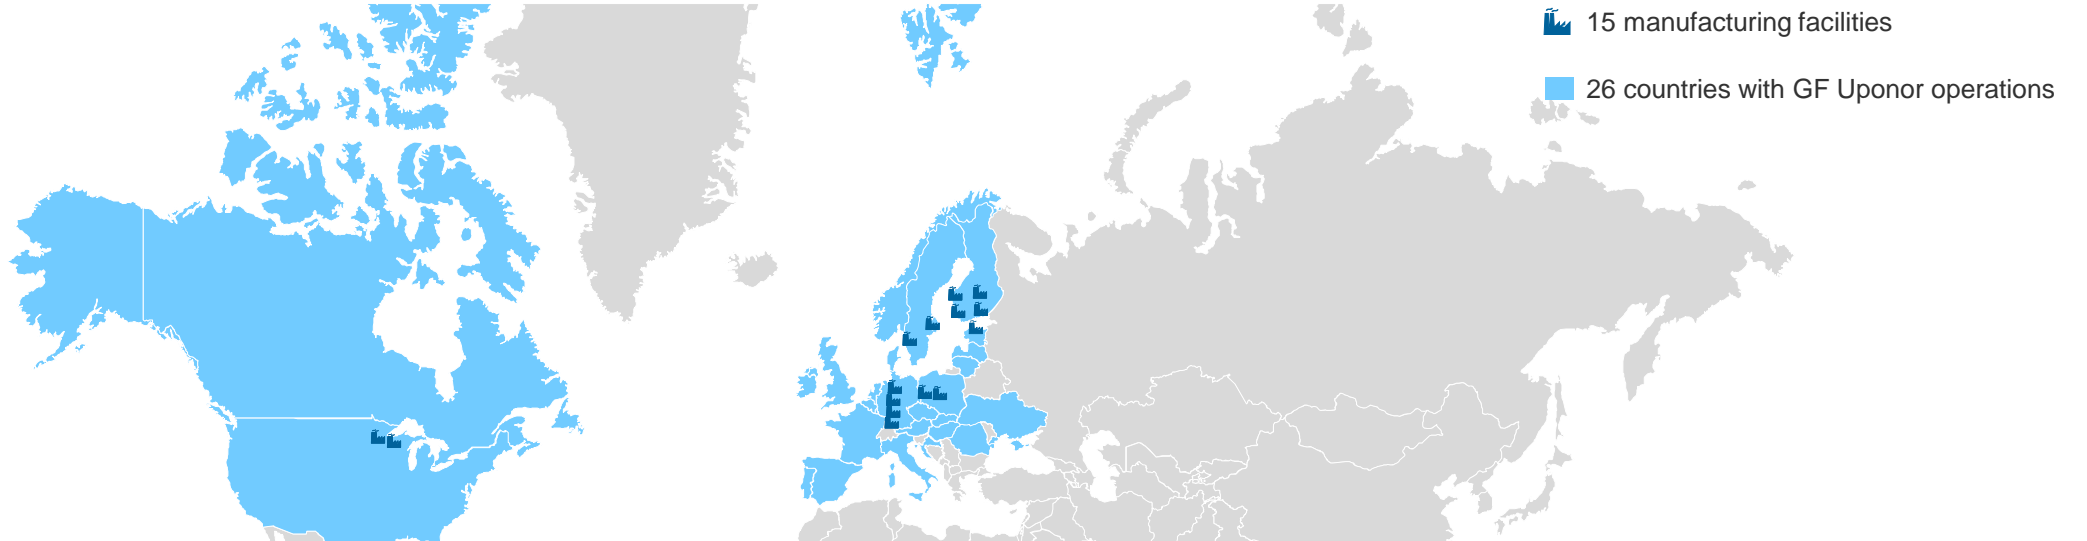 15 manufacturing facilities
26 countries with GF Uponor operations